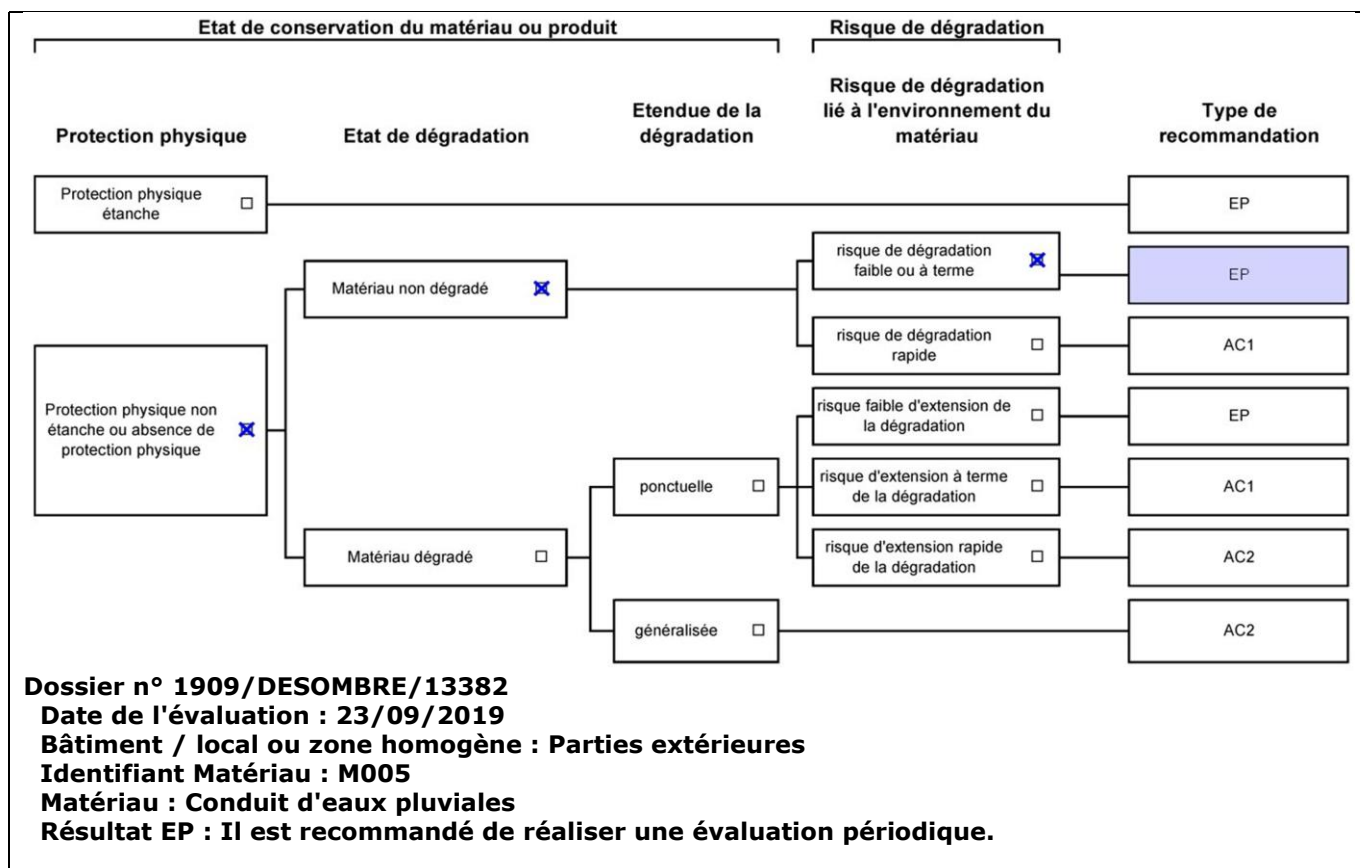 Etat de conservation du matériau ou produit
Risque de dégradation
Protection physique
Etat de dégradation
Etendue de la
dégradation
Risque de dégradation
lié à l'environnement du
matériau
Type de
recommandation
Protection physique
étanche
EP
risque de dégradation
faible ou à terme
EP
Matériau non dégradé
risque de dégradation
rapide
AC1
Protection physique non
étanche ou absence de
protection physique
risque faible d'extension de
la dégradation
EP
ponctuelle
risque d'extension à terme
de la dégradation
AC1
Matériau dégradé
risque d'extension rapide
de la dégradation
AC2
généralisée
AC2
Dossier n° 1909/DESOMBRE/13382
Date de l'évaluation : 23/09/2019
Bâtiment / local ou zone homogène : Parties extérieures
Identifiant Matériau : M005
Matériau : Conduit d'eaux pluviales
Résultat EP : Il est recommandé de réaliser une évaluation périodique.